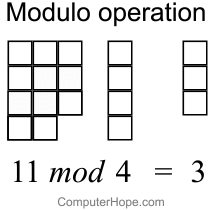 Modulo operation
11 mod 4 = 3
ComputerHope.com